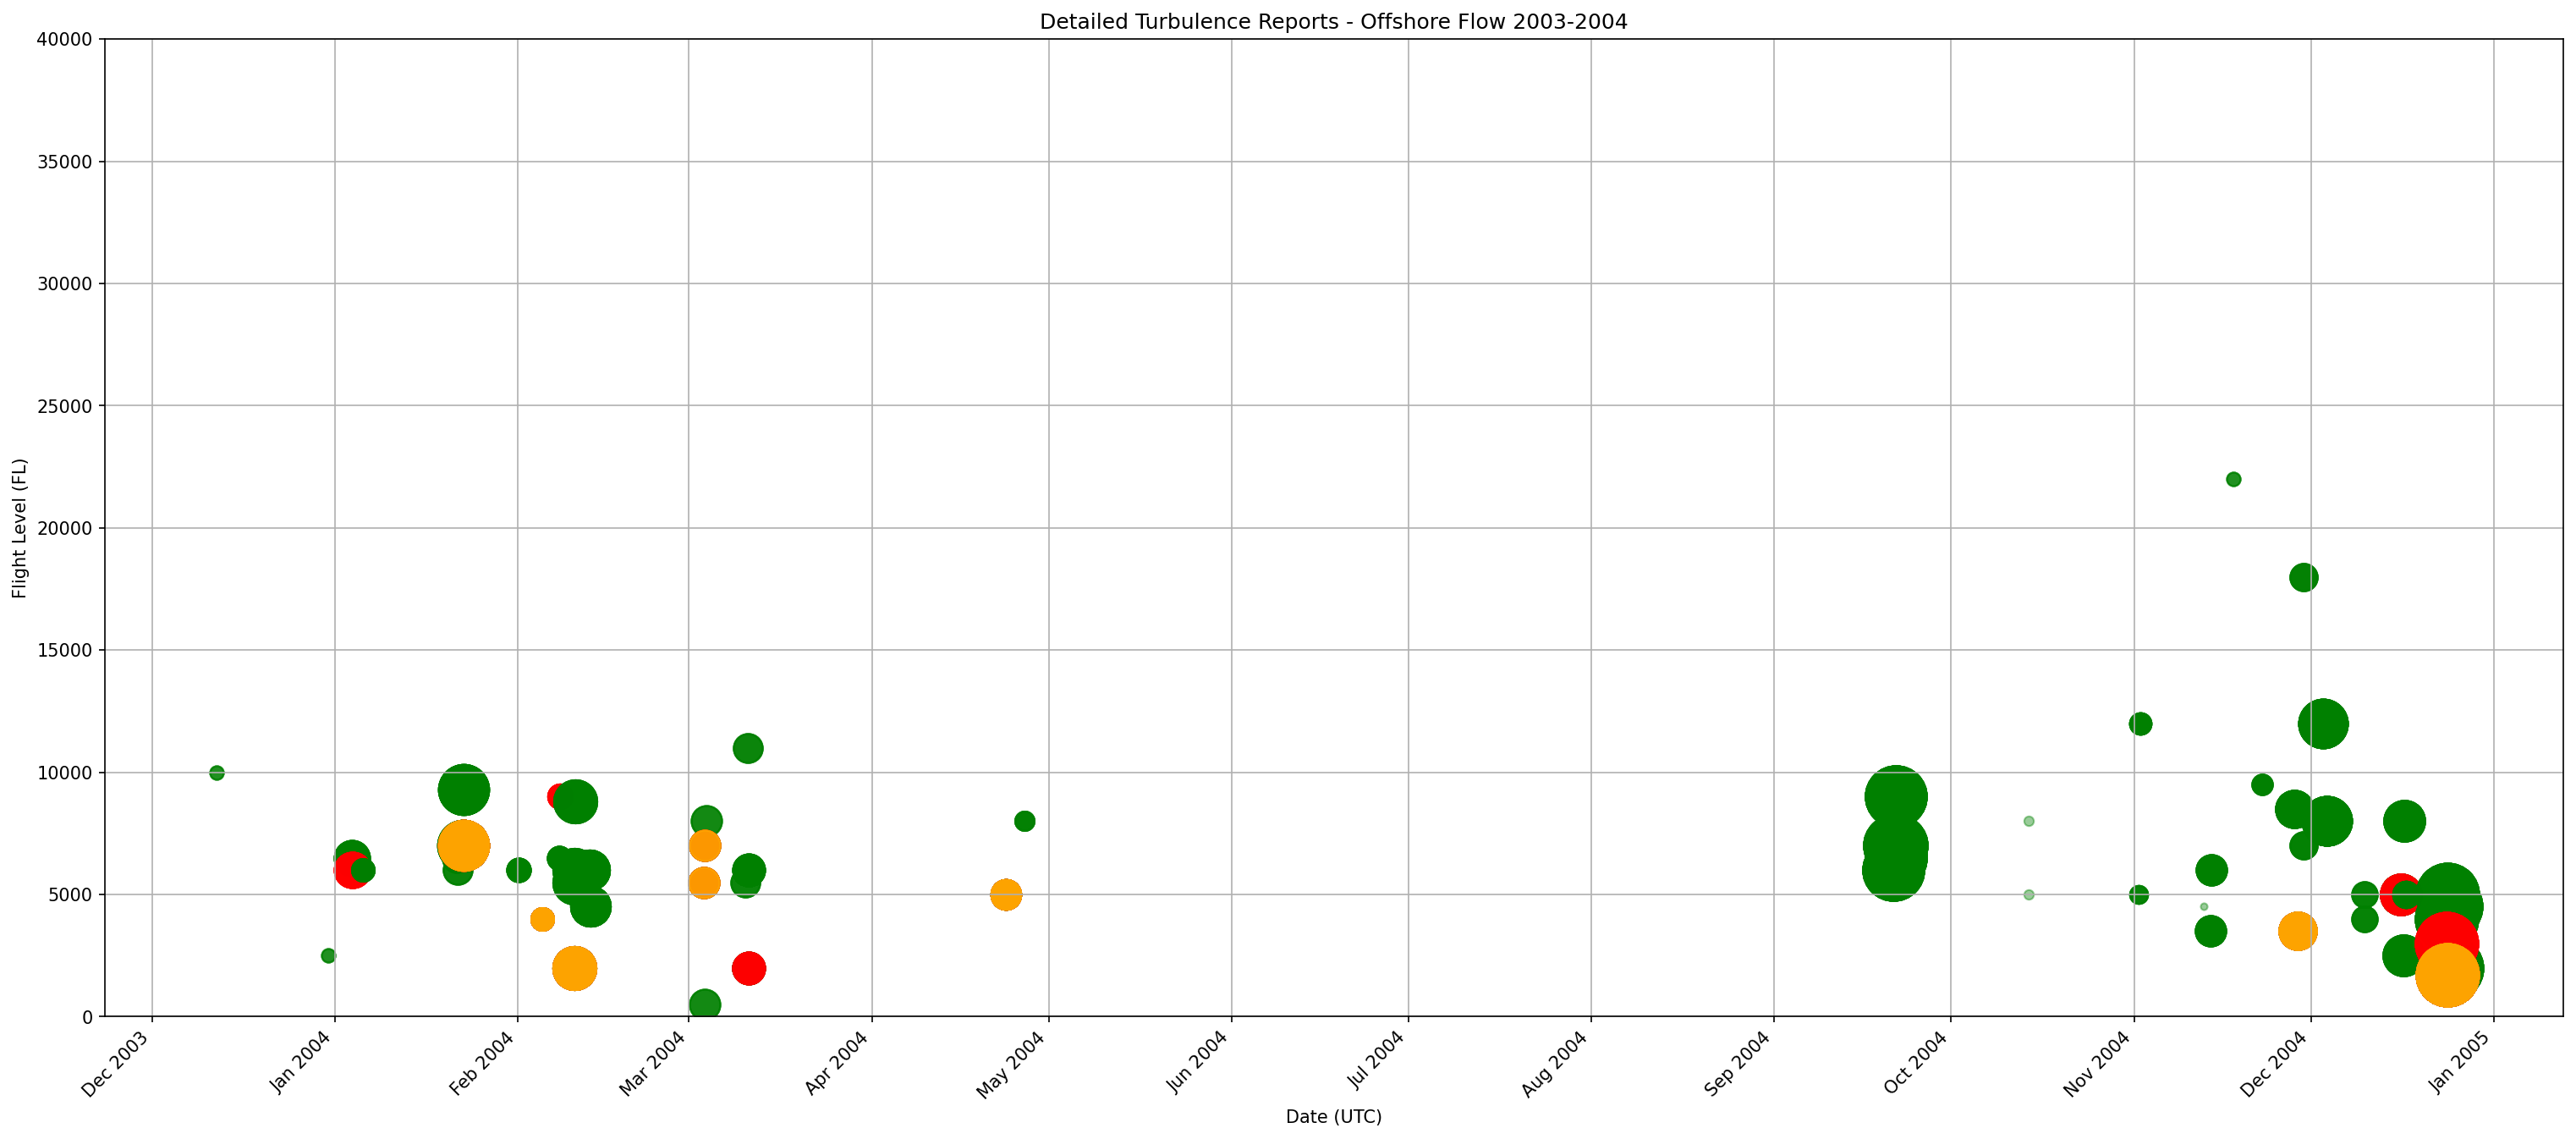 Detailed Turbulence Reports - Offshore Flow 2003-2004
40000
35000
30000
25000
20000
15000
10000
5000
0
Flight Level (FL)
Dec 2003
Jan 2004
Feb 2004
Mar 2004
Apr 2004
May 2004
Jun 2004
Jul 2004
Aug 2004
Sep 2004
Oct 2004
Nov 2004
Dec 2004
Jan 2005
Date (UTC)